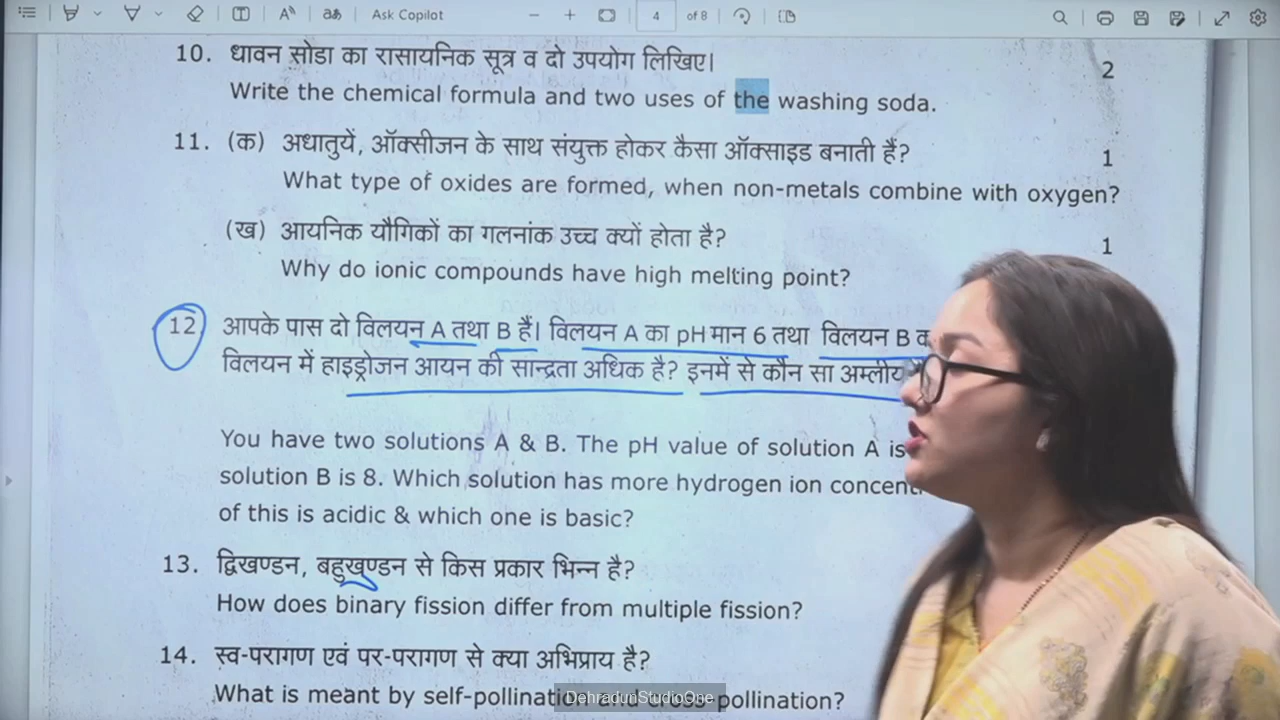 Ask Copilot
4 of 8
10. धावन सोडा का रासायनिक सूत्र व दो उपयोग लिखिए।
2
Write the chemical formula and two uses of the washing soda.
11. (क) अधातुयें, ऑक्सीजन के साथ संयुक्त होकर कैसा ऑक्साइड बनाती हैं?
1
What type of oxides are formed, when non-metals combine with oxygen?
(ख) आयनिक यौगिकों का गलनांक उच्च क्यों होता है?
1
Why do ionic compounds have high melting point?
12 आपके पास दो विलयन A तथा B हैं। विलयन A का pH मान 6 तथा विलयन B
विलयन में हाइड्रोजन आयन की सान्द्रता अधिक है? इनमें से कौन सा अम्लीय
You have two solutions A & B. The pH value of solution A is
solution B is 8. Which solution has more hydrogen ion
of this is acidic & which one is basic?
13. द्विखण्डन, बहुखण्डन से किस प्रकार भिन्न है?
How does binary fission differ from multiple fission?
14. स्व-परागण एवं पर-परागण से क्या अभिप्राय है?
What is meant by self-pollination and cross-pollination?
DehradunStudioOne